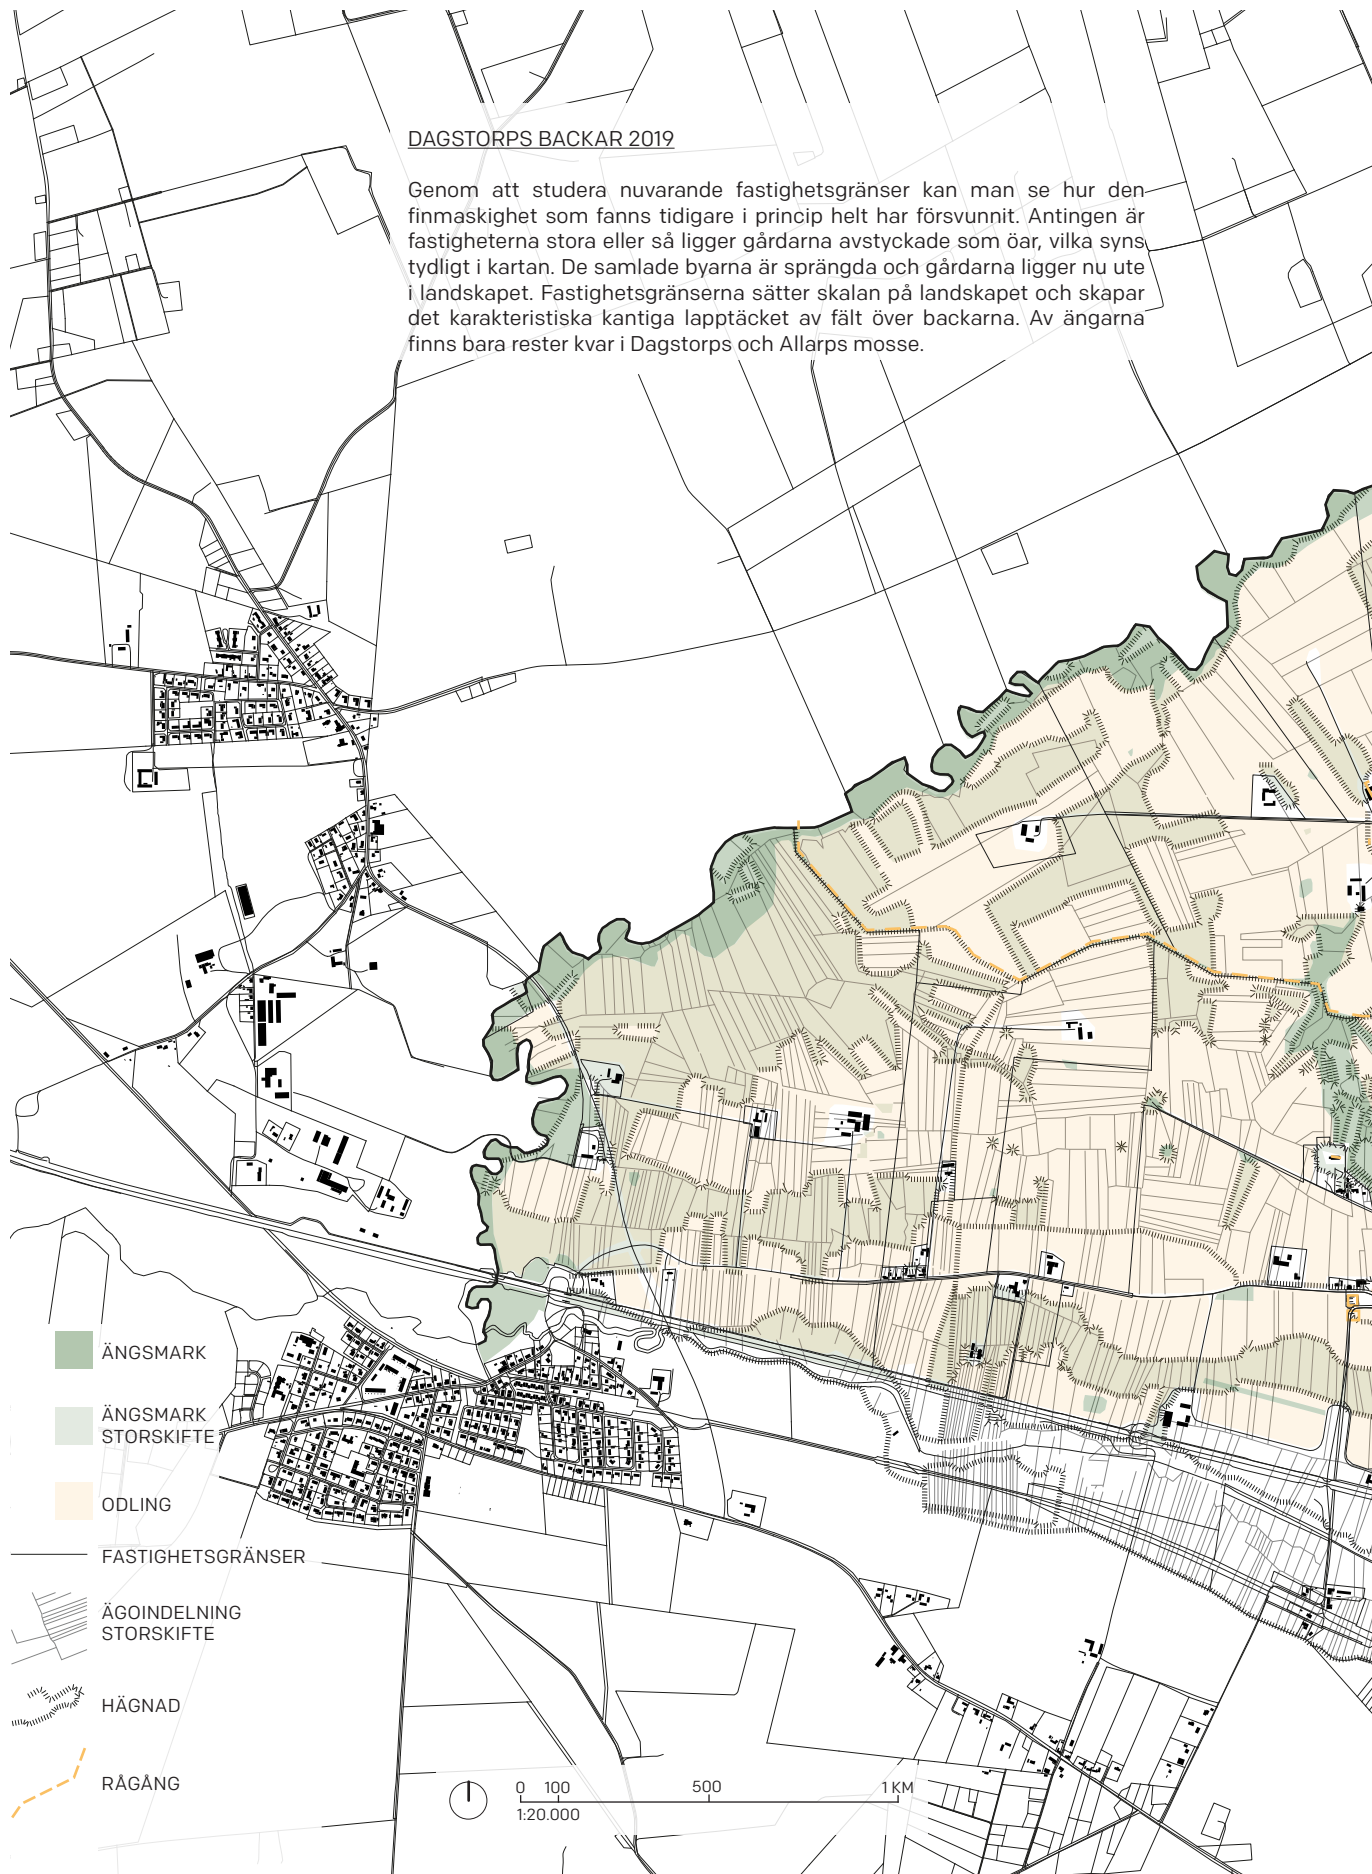 DAGSTORPS BACKAR 2019
Genom att studera nuvarande fastighetsgränser kan man se hur den
finmaskighet som fanns tidigare i princip helt har försvunnit. Antingen är
fastigheterna stora eller så ligger gårdarna avstyckade som öar, vilka syns
tydligt i kartan. De samlade byarna är sprängda och gårdarna ligger nu ute
i landskapet. Fastighetsgränserna sätter skalan på landskapet och skapar
det karakteristiska kantiga lapptäcket av fält över backarna. Av ängarna
finns bara rester kvar i Dagstorps och Allarps mosse.
ÄNGSMARK
ÄNGSMARK
STORSKIFTE
ODLING
FASTIGHETSGRÄNSER
ÄGOINDELNING
STORSKIFTE
HÄGNAD
RÅGÅNG
0 100 500 1 KM
1:20.000